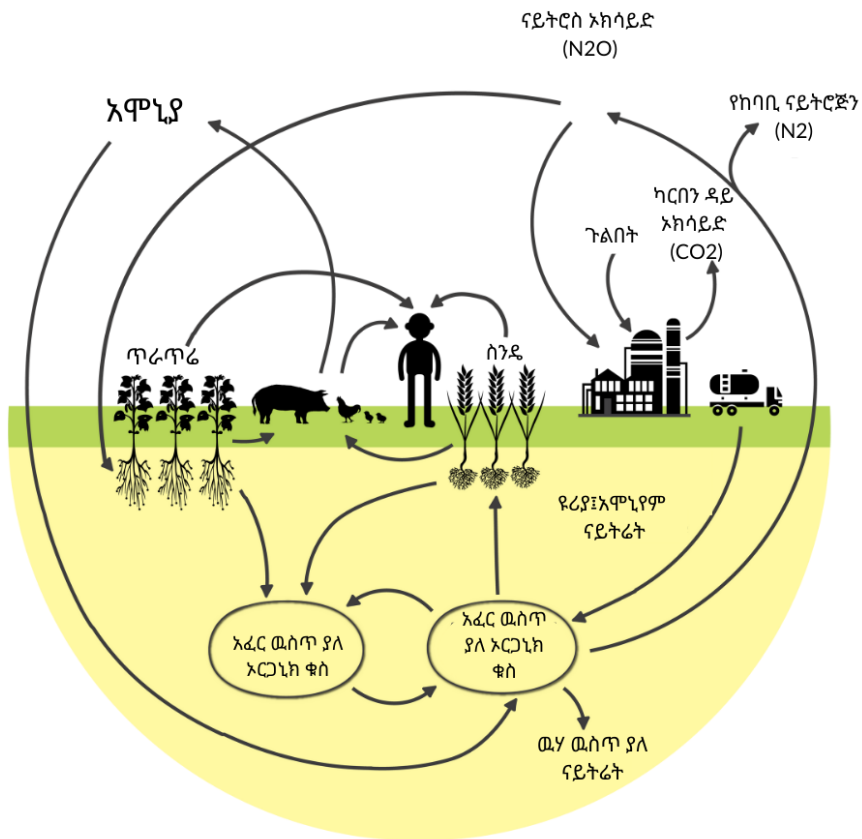 ናይትሮስ ኦክሳይድ
(N2O)
አሞኒያ
የከባቢ ናይትሮጅን
(N2)
ካርበን ዳይ
ኦክሳይድ
(CO2)
ጉልበት
ጥራጥሬ
ስንዴ
ዩሪያ፤አሞኒየም
ናይትሬት
አፈር ዉስጥ ያለ
ኦርጋኒክ ቁስ
አፈር ዉስጥ
ያለ ኦርጋኒክ
ቁስ
ዉሃ ዉስጥ ያለ
ናይትሬት